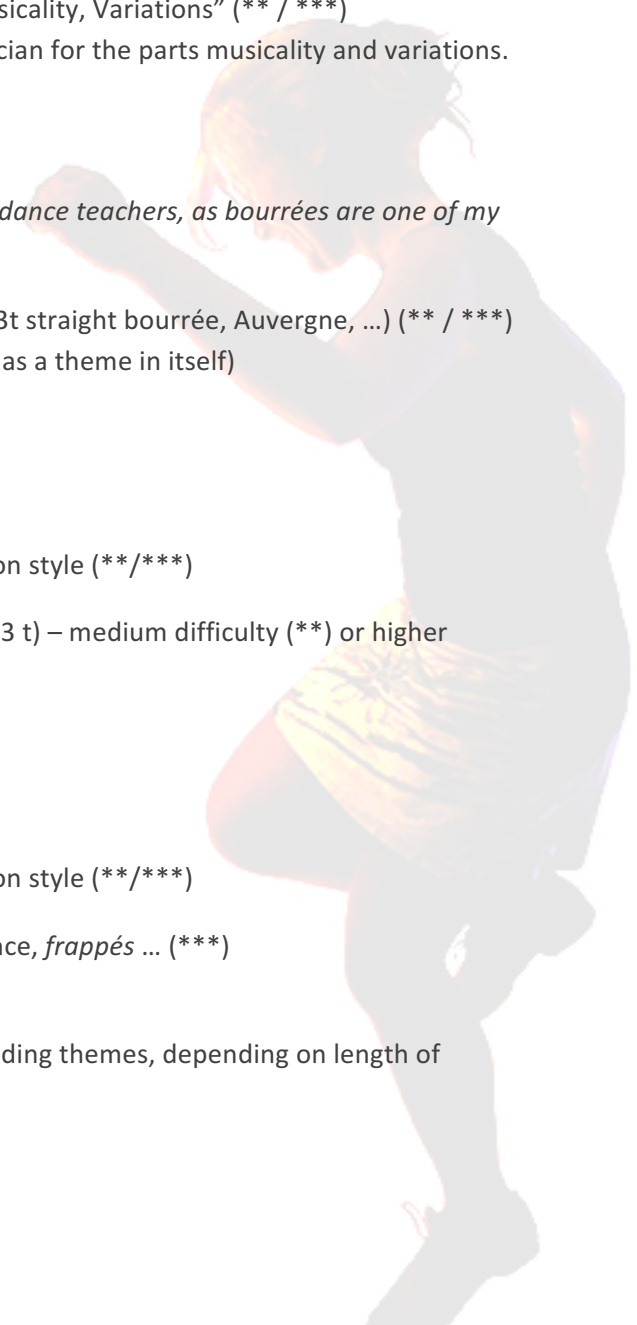 sicality, Variations” (** / ***)
cian for the parts musicality and variations.
dance teachers, as bourrées are one of my
3t straight bourrée, Auvergne, …) (** / ***)
as a theme in itself)
on style (**/***)
3 t) – medium difficulty (**) or higher
on style (**/***)
nce, frappés … (***)
ding themes, depending on length of